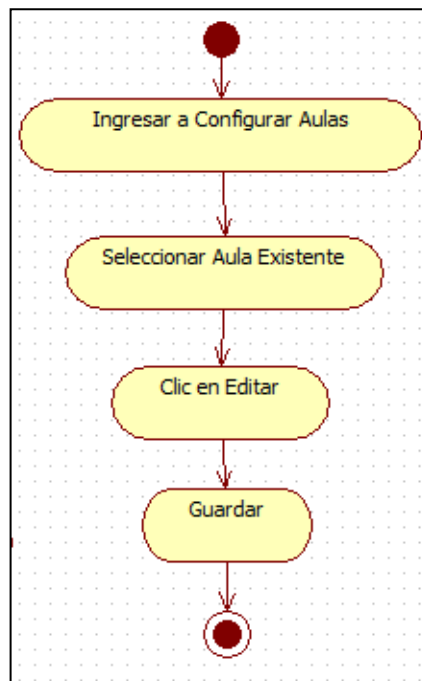 Ingresar a Configurar Aulas
Seleccionar Aula Existente
Clic en Editar
Guardar